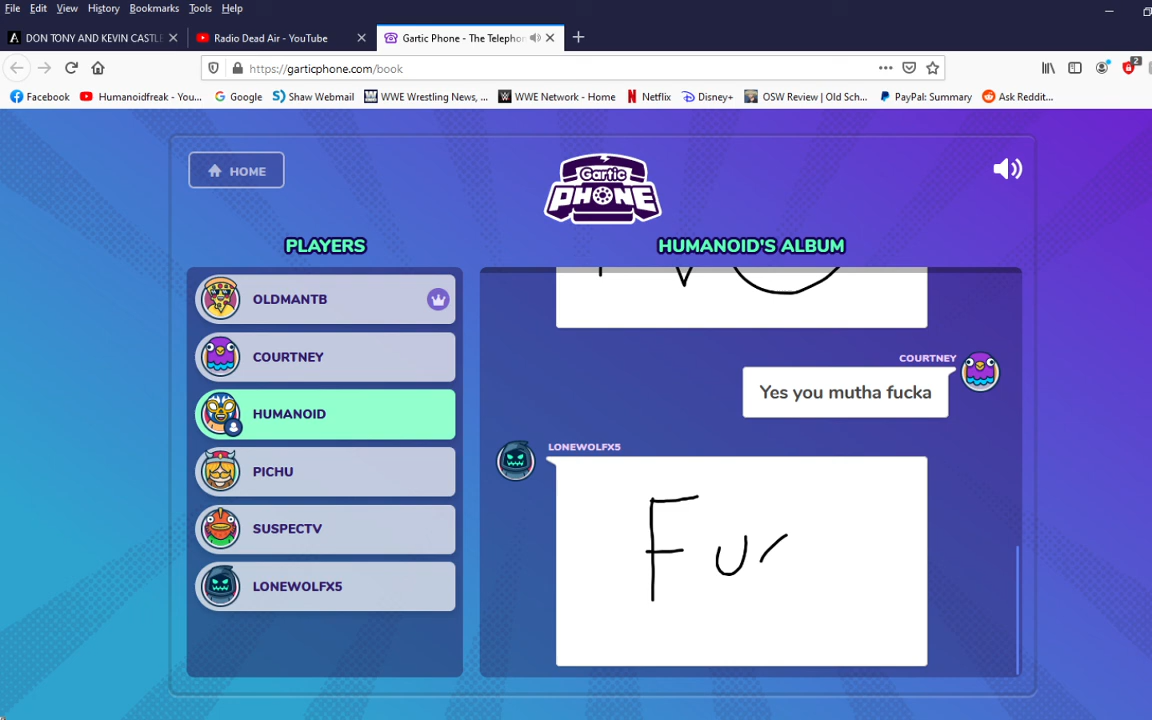 File Edit View History Bookmarks Tools Help
DON TONY AND KEVIN CASTLE
Radio Dead Air - YouTube
Gartic Phone - The Telephon
https://garticphone.com/book
Facebook
Humanoidfreak - You...
Google
Shaw Webmail
WWE Wrestling News, ...
WWE Network - Home
Netflix
Disney+
OSW Review | Old Sch...
PayPal: Summary
Ask Reddit...
2
HOME
Gartic
PHONE
PLAYERS
OLDMANTB
COURTNEY
HUMANOID
PICHU
SUSPECTV
LONEWOLFX5
HUMANOID'S ALBUM
COURTNEY
Yes you mutha fucka
LONEWOLFX5